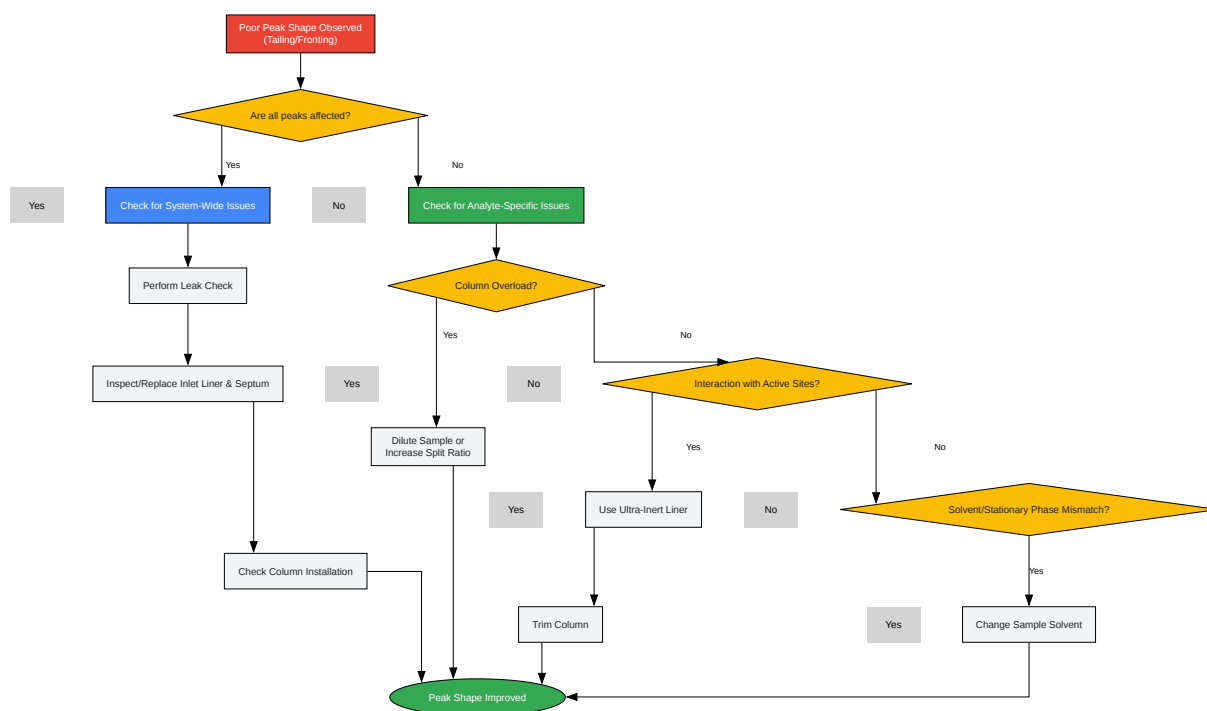 Poor Peak Shape Observed
(Tailing/Fronting)
Are all peaks affected?
Yes
No
Yes
Check for System-Wide Issues
No
Check for Analyte-Specific Issues
Perform Leak Check
Column Overload?
Yes
No
Inspect/Replace Inlet Liner & Septum
Yes
No
Interaction with Active Sites?
Dilute Sample or
Increase Split Ratio
Yes
No
Yes
Use Ultra-Inert Liner
No
Solvent/Stationary Phase Mismatch?
Check Column Installation
Yes
Trim Column
Yes
Change Sample Solvent
Peak Shape Improved